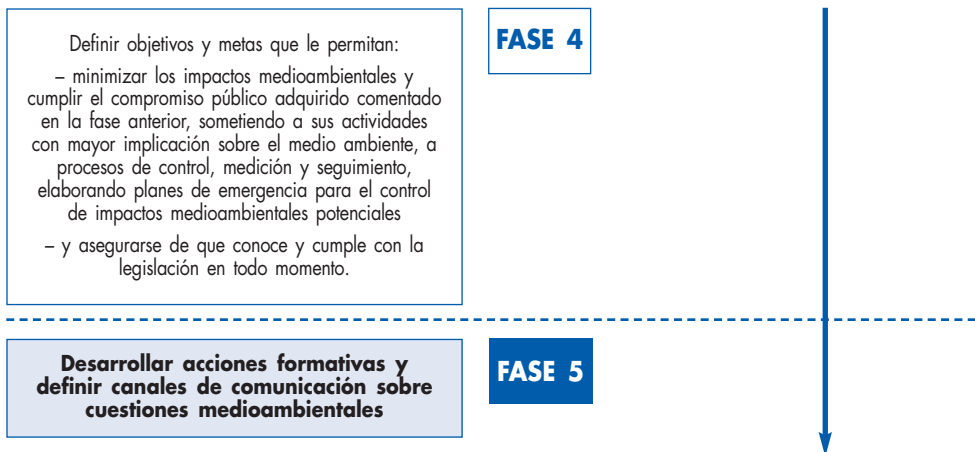 Definir objetivos y metas que le permitan:
– minimizar los impactos medioambientales y
cumplir el compromiso público adquirido comentado
en la fase anterior, sometiendo a sus actividades
con mayor implicación sobre el medio ambiente, a
procesos de control, medición y seguimiento,
elaborando planes de emergencia para el control
de impactos medioambientales potenciales
– y asegurarse de que conoce y cumple con la
legislación en todo momento.
FASE 4
Desarrollar acciones formativas y
definir canales de comunicación sobre
cuestiones medioambientales
FASE 5